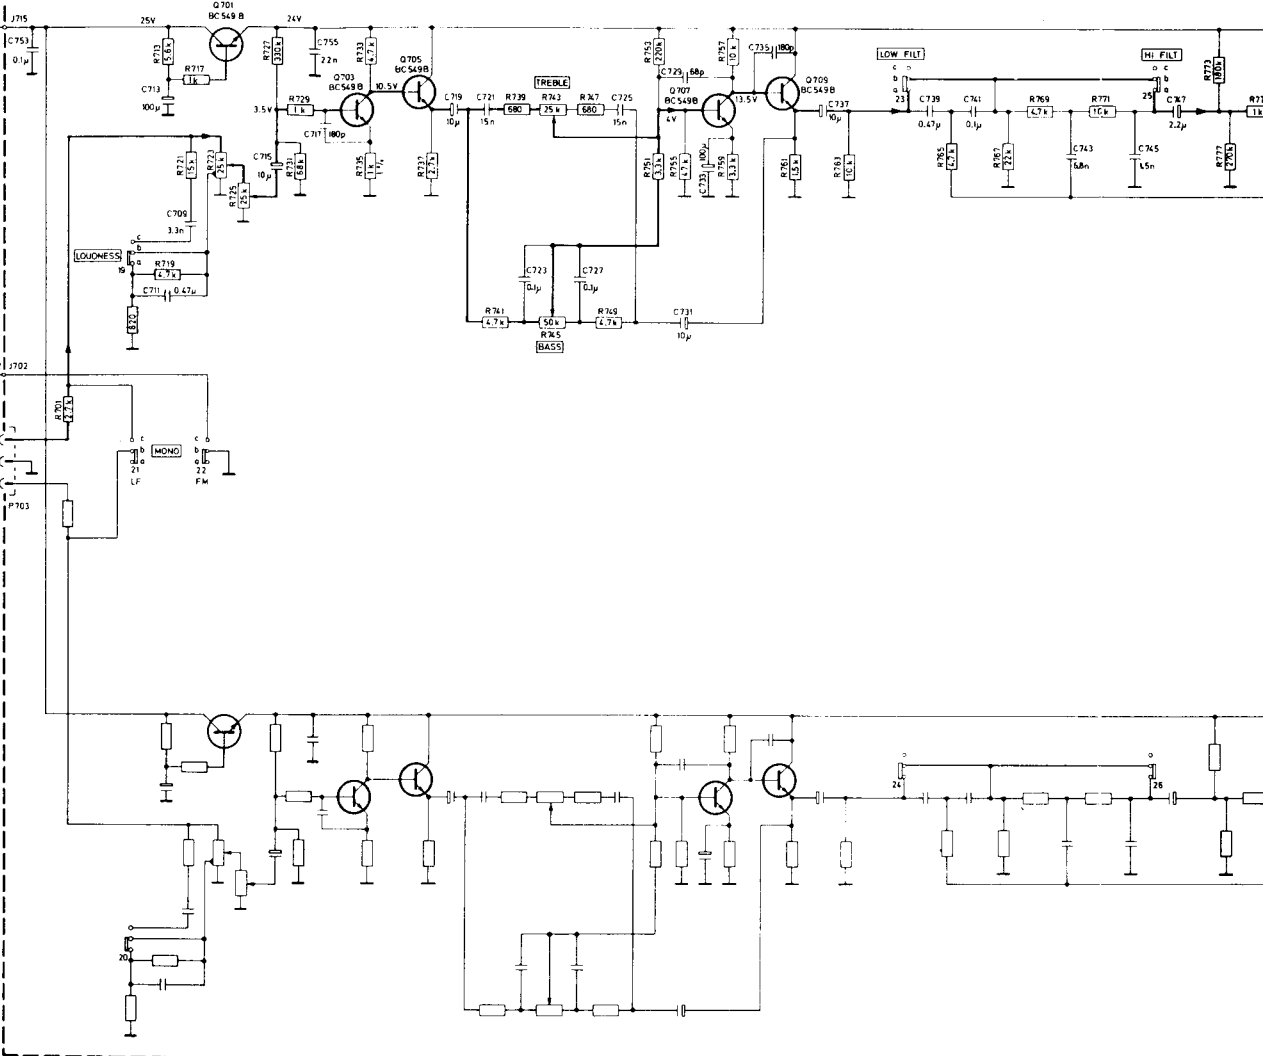 Q701
BC549B
J715
25V
24V
C753
0.1µ
R713
5.6k
R717
1k
C713
100µ
R727
330k
C755
22n
R733
4.7k
Q703
BC549B
Q705
BC549B
10.5V
3.5V
R729
1k
C717
180p
C715
10µ
R731
68k
R735
1k
R737
2.7k
C719
10µ
C721
15n
R739
680
TREBLE
R743
25k
R747
680
C725
15n
R721
15k
R723
25k
R725
25k
C709
3.3n
LOUDNESS
c
b
a
19
R719
4.7k
C711
0.47µ
820
C723
0.1µ
C727
0.1µ
R741
4.7k
50k
R745
BASS
R749
4.7k
C731
10µ
R753
220k
C729
68p
Q707
BC549B
4V
R751
3.3k
R755
4.7k
C733
100µ
R759
3.3k
R757
10k
C735
180p
13.5V
Q709
BC549B
R761
1.5k
C737
10µ
R763
10k
LOW FILT
c
b
a
23
C739
0.47µ
C741
0.1µ
R765
4.7k
R767
22k
R769
4.7k
R771
10k
C743
6.8n
C745
1.5n
HI FILT
c
b
a
25
C747
2.2µ
R773
180k
R777
270k
1k
J702
R701
2.7k
c
b
a
21
LF
MONO
c
b
a
22
FM
P703
24
26
20